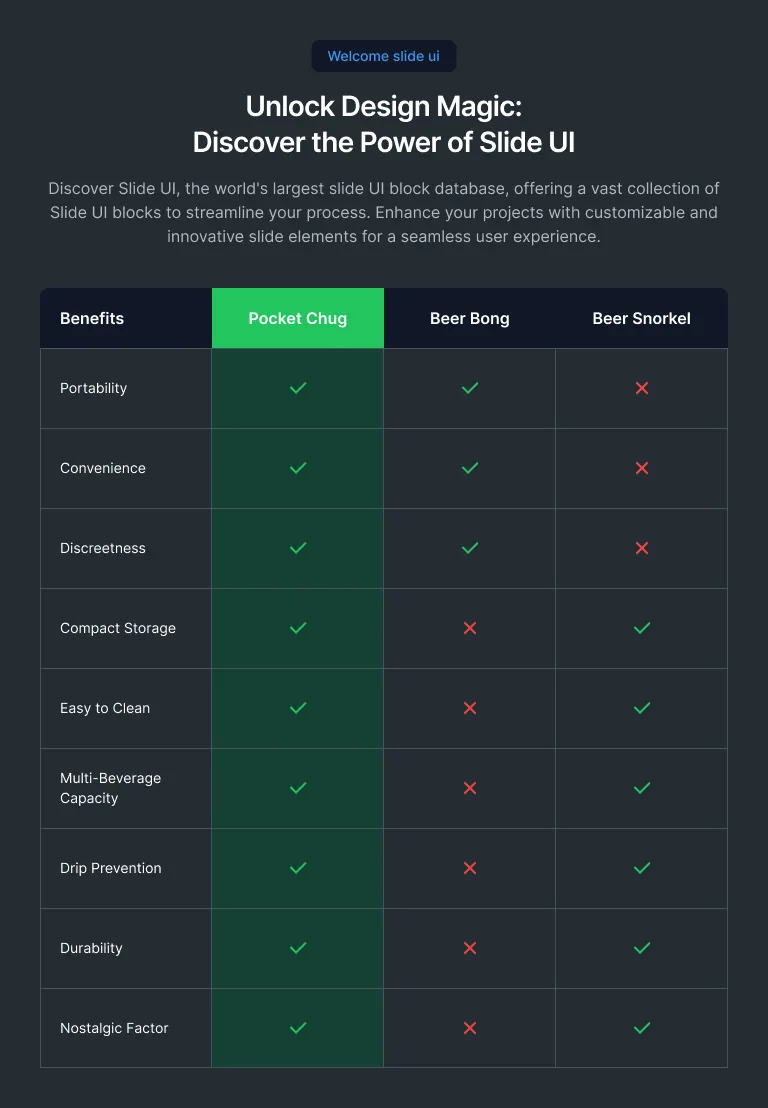 Welcome slide ui
Unlock Design Magic:
Discover the Power of Slide UI
Discover Slide UI, the world's largest slide UI block database, offering a vast collection of
Slide UI blocks to streamline your process. Enhance your projects with customizable and
innovative slide elements for a seamless user experience.
Benefits Pocket Chug Beer Bong Beer Snorkel
Portability
Convenience
Discreetness
Compact Storage
Easy to Clean
Multi-Beverage
Capacity
Drip Prevention
Durability
Nostalgic Factor